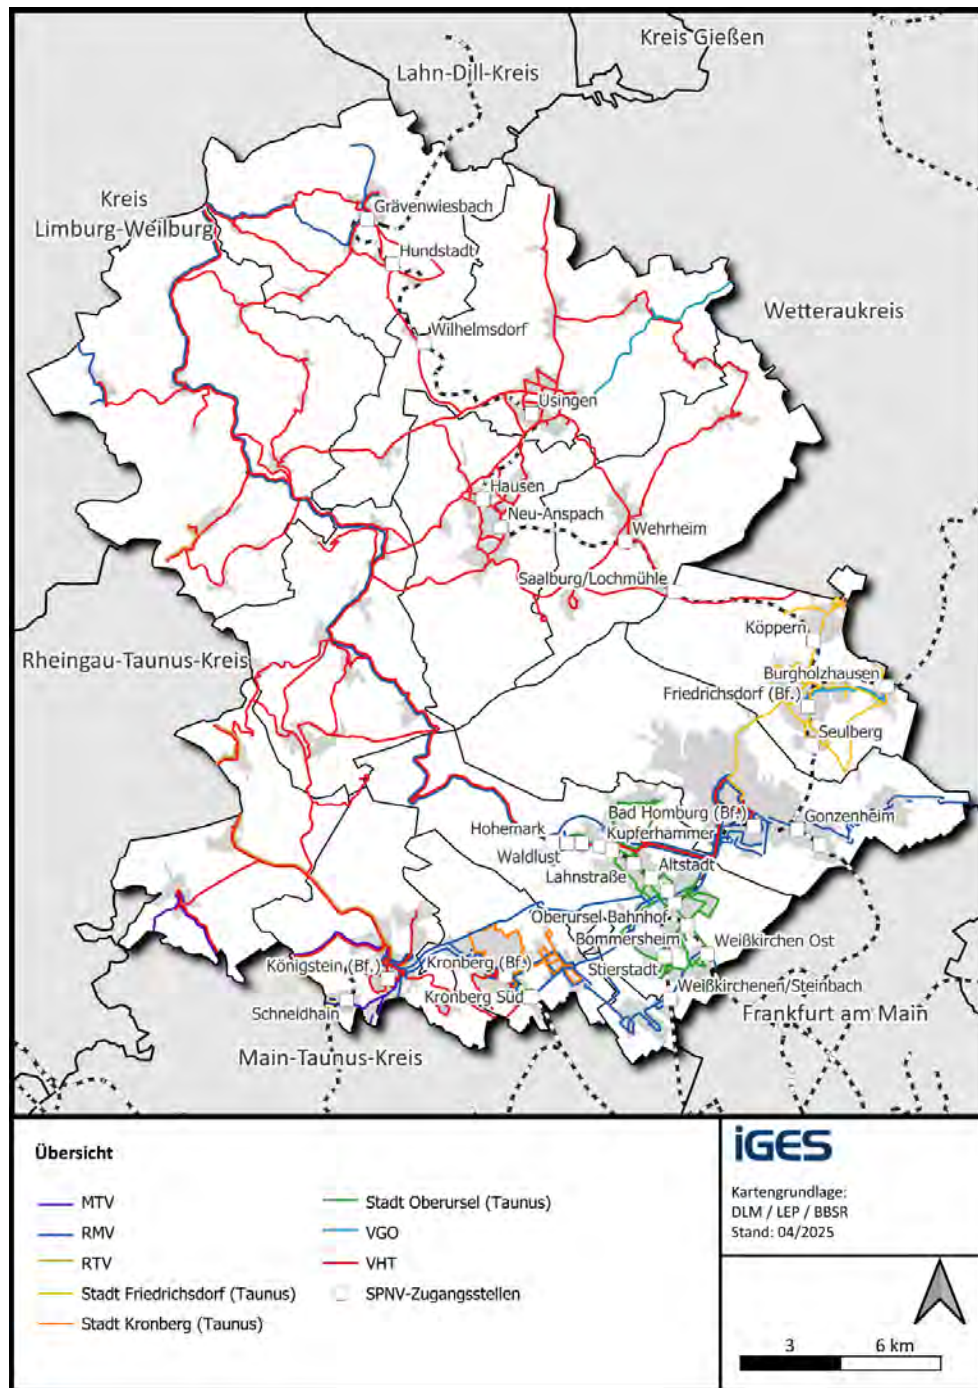 Kreis Gießen
Lahn-Dill-Kreis
Kreis
Limburg-Weilburg
Grävenwiesbach
Hundstadt
Wetteraukreis
Wilhelmsdorf
Usingen
Hausen
Neu-Anspach
Wehrheim
Saalburg/Lochmühle
Köppern
Rheingau-Taunus-Kreis
Burgholzhausen
Friedrichsdorf (Bf.)
Seulberg
Bad Homburg (Bf.)
Gonzenheim
Hohemark
Kupferhammer
Waldlust
Altstadt
Lahnstraße
Oberursel Bahnhof
Bommersheim
Weißkirchen Ost
Königstein (Bf.)
Kronberg (Bf.)
Stierstadt
Weißkirchenen/Steinbach
Kronberg Süd
Schneidhain
Frankfurt am Main
Main-Taunus-Kreis
Übersicht
MTV
RMV
RTV
Stadt Friedrichsdorf (Taunus)
Stadt Kronberg (Taunus)
Stadt Oberursel (Taunus)
VGO
VHT
SPNV-Zugangsstellen
iGES
Kartengrundlage:
DLM / LEP / BBSR
Stand: 04/2025
3 6 km